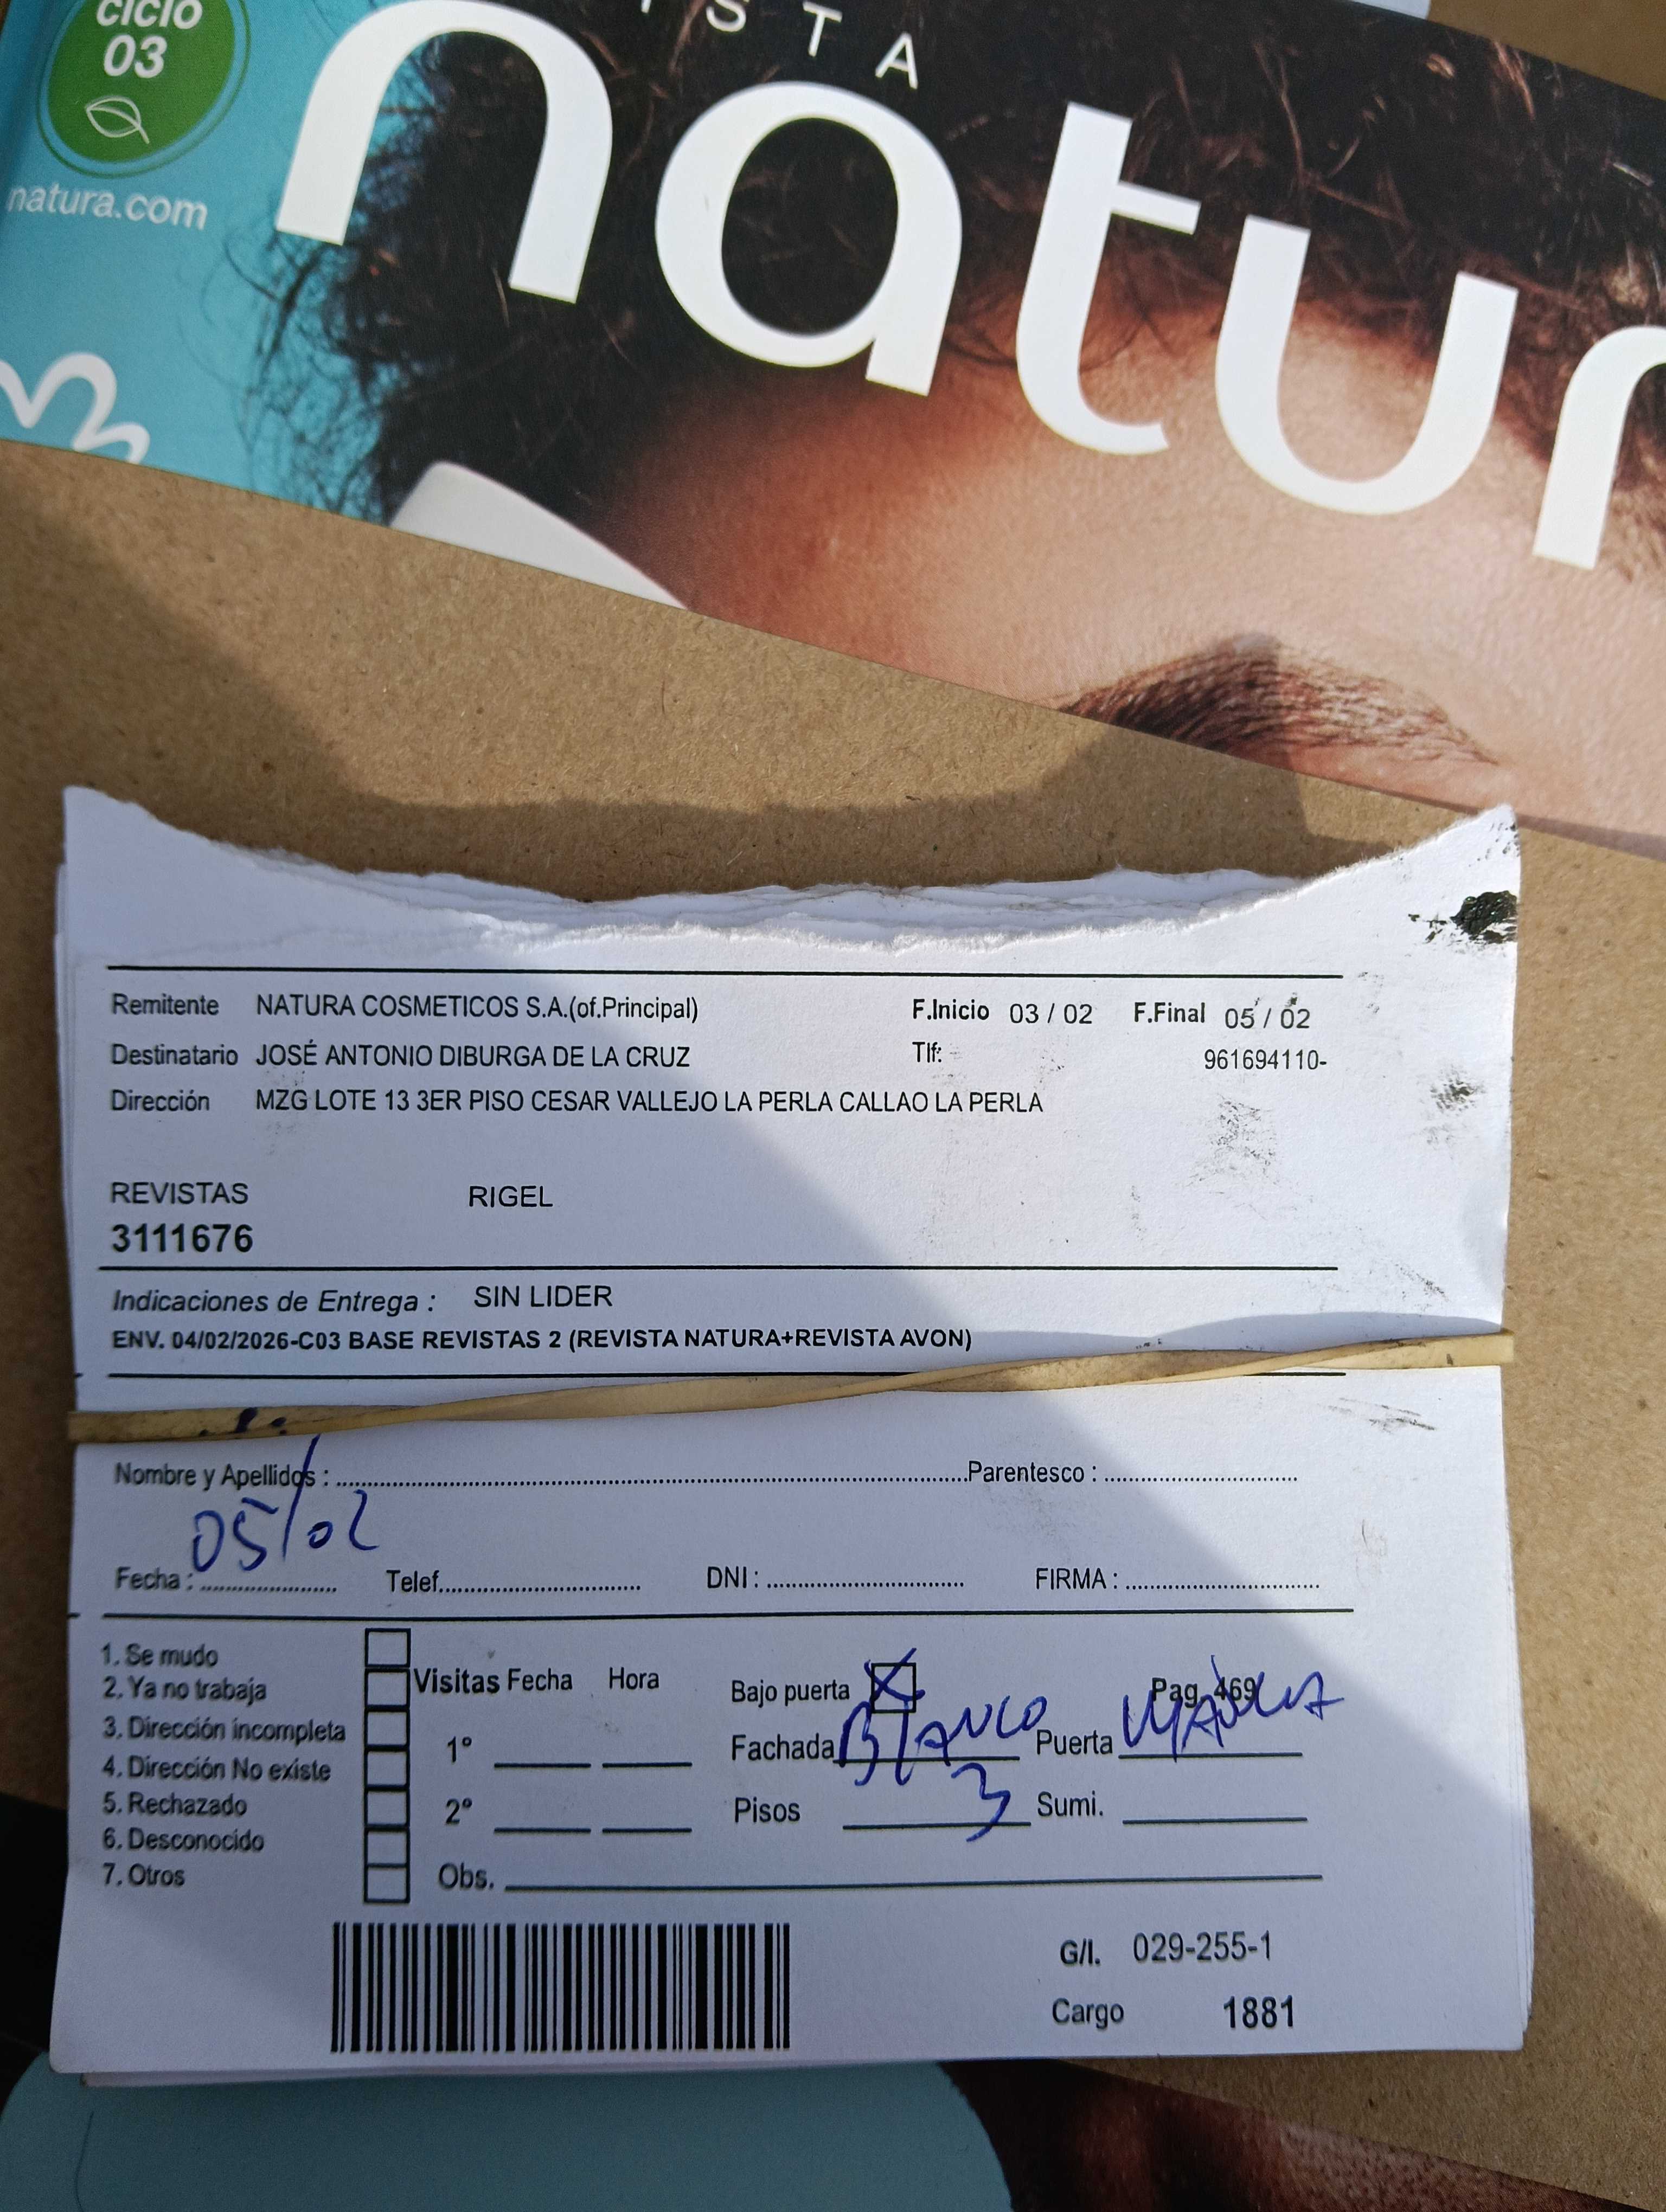 ciclo
03
natura.com
ISTA
natur
Remitente NATURA COSMETICOS S.A.(of.Principal) F.Inicio 03 / 02 F.Final 05 / 02
Destinatario JOSÉ ANTONIO DIBURGA DE LA CRUZ Tlf: 961694110-
Dirección MZG LOTE 13 3ER PISO CESAR VALLEJO LA PERLA CALLAO LA PERLA
REVISTAS RIGEL
3111676
Indicaciones de Entrega : SIN LIDER
ENV. 04/02/2026-C03 BASE REVISTAS 2 (REVISTA NATURA+REVISTA AVON)
Nombre y Apellidos : Parentesco :
05/02
Fecha : Telef. DNI : FIRMA :
1. Se mudo
2. Ya no trabaja
3. Dirección incompleta
4. Dirección No existe
5. Rechazado
6. Desconocido
7. Otros
Visitas Fecha Hora
1º
2º
Obs.
Bajo puerta X Pag. 469
Fachada Blanco Puerta
Pisos 3 Sumi.
G/I. 029-255-1
Cargo 1881